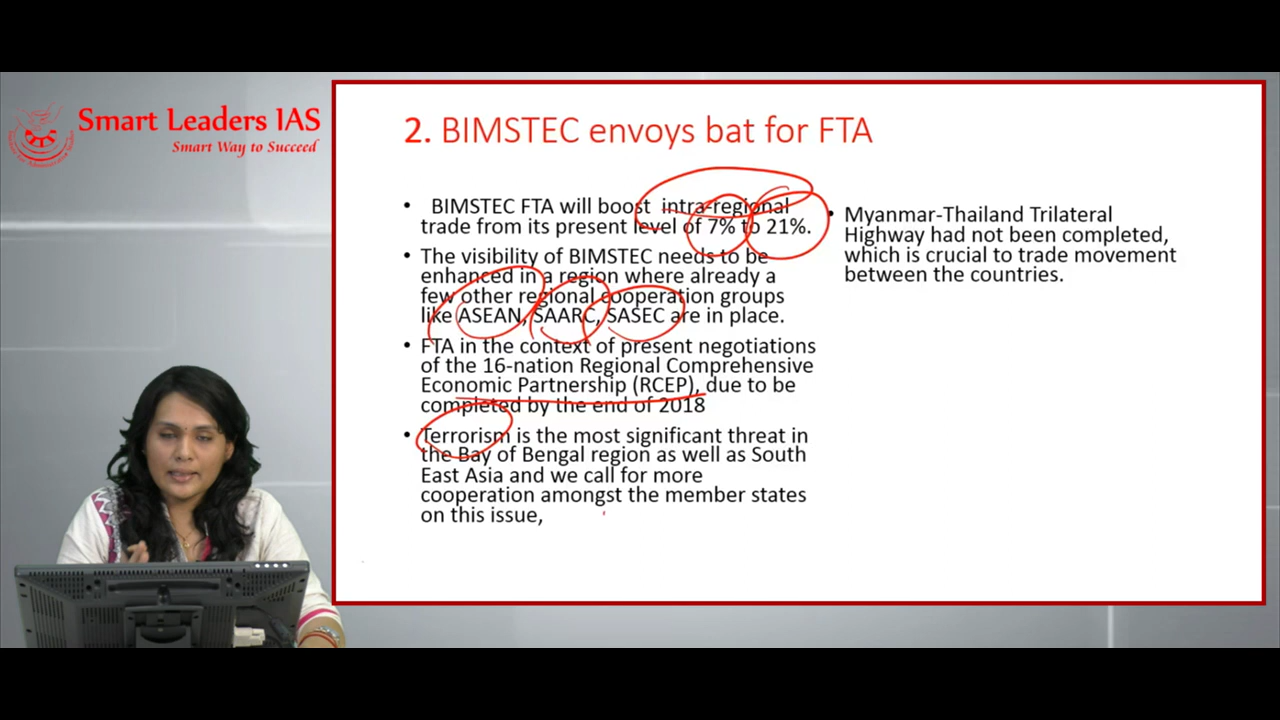 Smart Leaders IAS
Smart Way to Succeed
2. BIMSTEC envoys bat for FTA
• BIMSTEC FTA will boost intra-regional
trade from its present level of 7% to 21%.
• The visibility of BIMSTEC needs to be
enhanced in a region where already a
few other regional cooperation groups
like ASEAN, SAARC, SASEC are in place.
• FTA in the context of present negotiations
of the 16-nation Regional Comprehensive
Economic Partnership (RCEP), due to be
completed by the end of 2018
• Terrorism is the most significant threat in
the Bay of Bengal region as well as South
East Asia and we call for more
cooperation amongst the member states
on this issue,
• Myanmar-Thailand Trilateral
Highway had not been completed,
which is crucial to trade movement
between the countries.